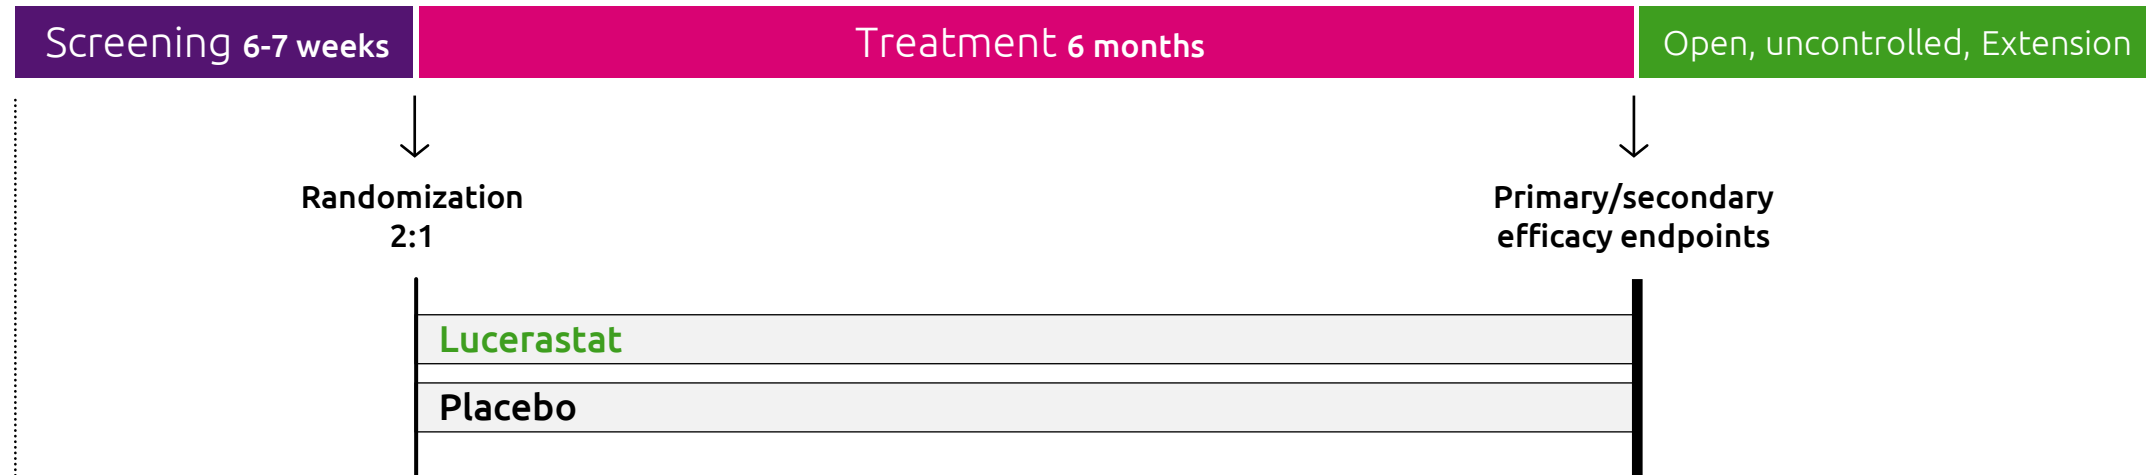 Screening 6-7 weeks
Treatment 6 months
Open, uncontrolled, Extension
Randomization
2:1
Primary/secondary
efficacy endpoints
Lucerastat
Placebo